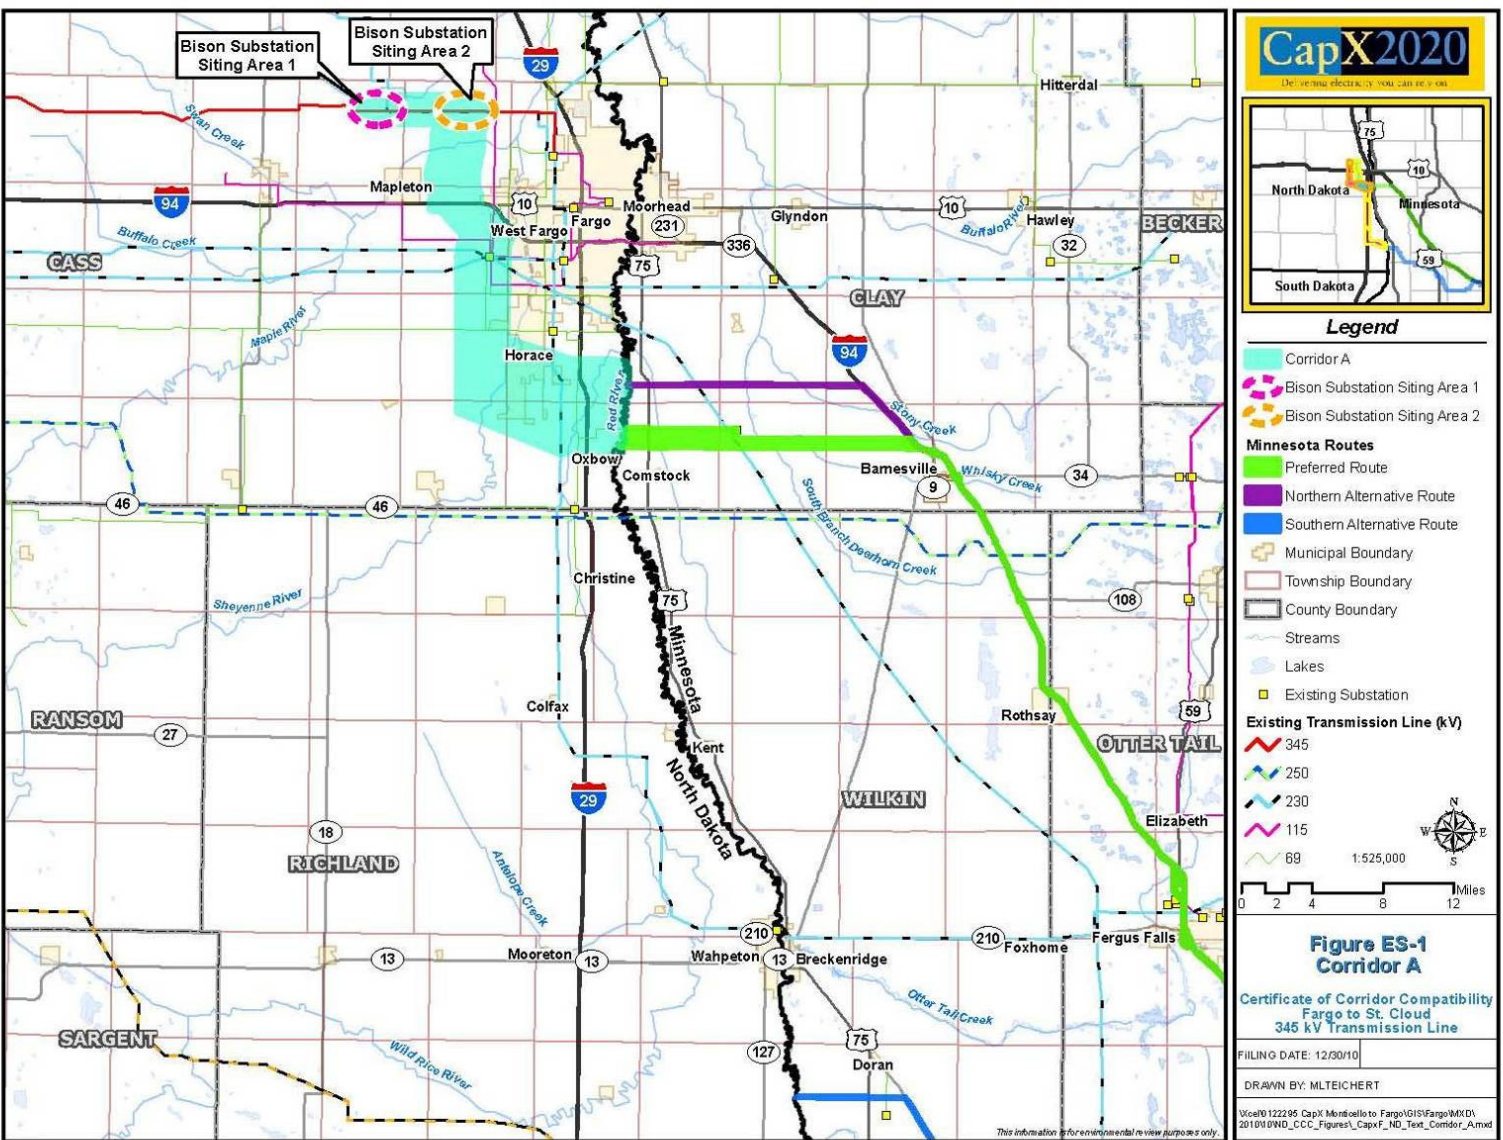 Bison Substation
Siting Area 1
Bison Substation
Siting Area 2
29
Hitterdal
Swan Creek
Mapleton
94
10
Moorhead
Fargo
231
West Fargo
Glyndon
10
Buffalo River
Hawley
BECKER
336
32
Buffalo Creek
CASS
75
CLAY
Maple River
Horace
94
Red River
Stony Creek
Oxbow
Comstock
Barnesville
Whisky Creek
34
9
46
46
South Branch Deerhorn Creek
Christine
75
108
Sheyenne River
Minnesota
Colfax
Rothsay
59
RANSOM
27
OTTER TAIL
Kent
North Dakota
29
WILKIN
Elizabeth
18
RICHLAND
Antelope Creek
210
210
Foxhome
Fergus Falls
13
Mooreton
13
Wahpeton
13
Breckenridge
Otter Tail Creek
SARGENT
Wild Rice River
127
75
Doran
This information is for environmental review purposes only.
CapX2020
Delivering electricity you can rely on
75
10
North Dakota
Minnesota
59
South Dakota
Legend
Corridor A
Bison Substation Siting Area 1
Bison Substation Siting Area 2
Minnesota Routes
Preferred Route
Northern Alternative Route
Southern Alternative Route
Municipal Boundary
Township Boundary
County Boundary
Streams
Lakes
Existing Substation
Existing Transmission Line (kV)
345
250
230
115
69
1:525,000
N
W
E
S
Miles
0 2 4 8 12
Figure ES-1
Corridor A
Certificate of Corridor Compatibility
Fargo to St. Cloud
345 kV Transmission Line
FIILING DATE: 12/30/10
DRAWN BY: MLTEICHERT